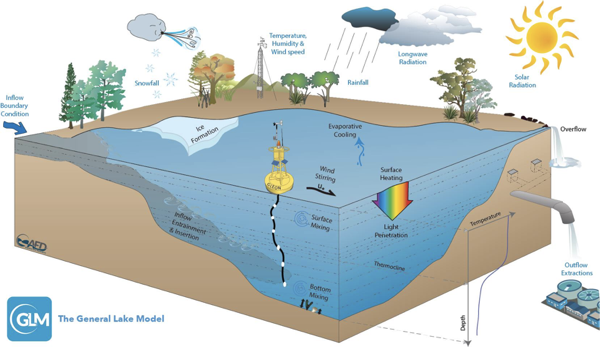 Temperature,
Humidity &
Wind speed
Longwave
Radiation
Snowfall
Rainfall
Solar
Radiation
Inflow
Boundary
Condition
Ice
Formation
Evaporative
Cooling
Overflow
Wind
Stirring
u*
Surface
Heating
GLEON
Surface
Mixing
Light
Penetration
Temperature
Inflow
Entrainment
& Insertion
Thermocline
AED
Outflow
Extractions
Bottom
Mixing
Depth
GLM
The General Lake Model